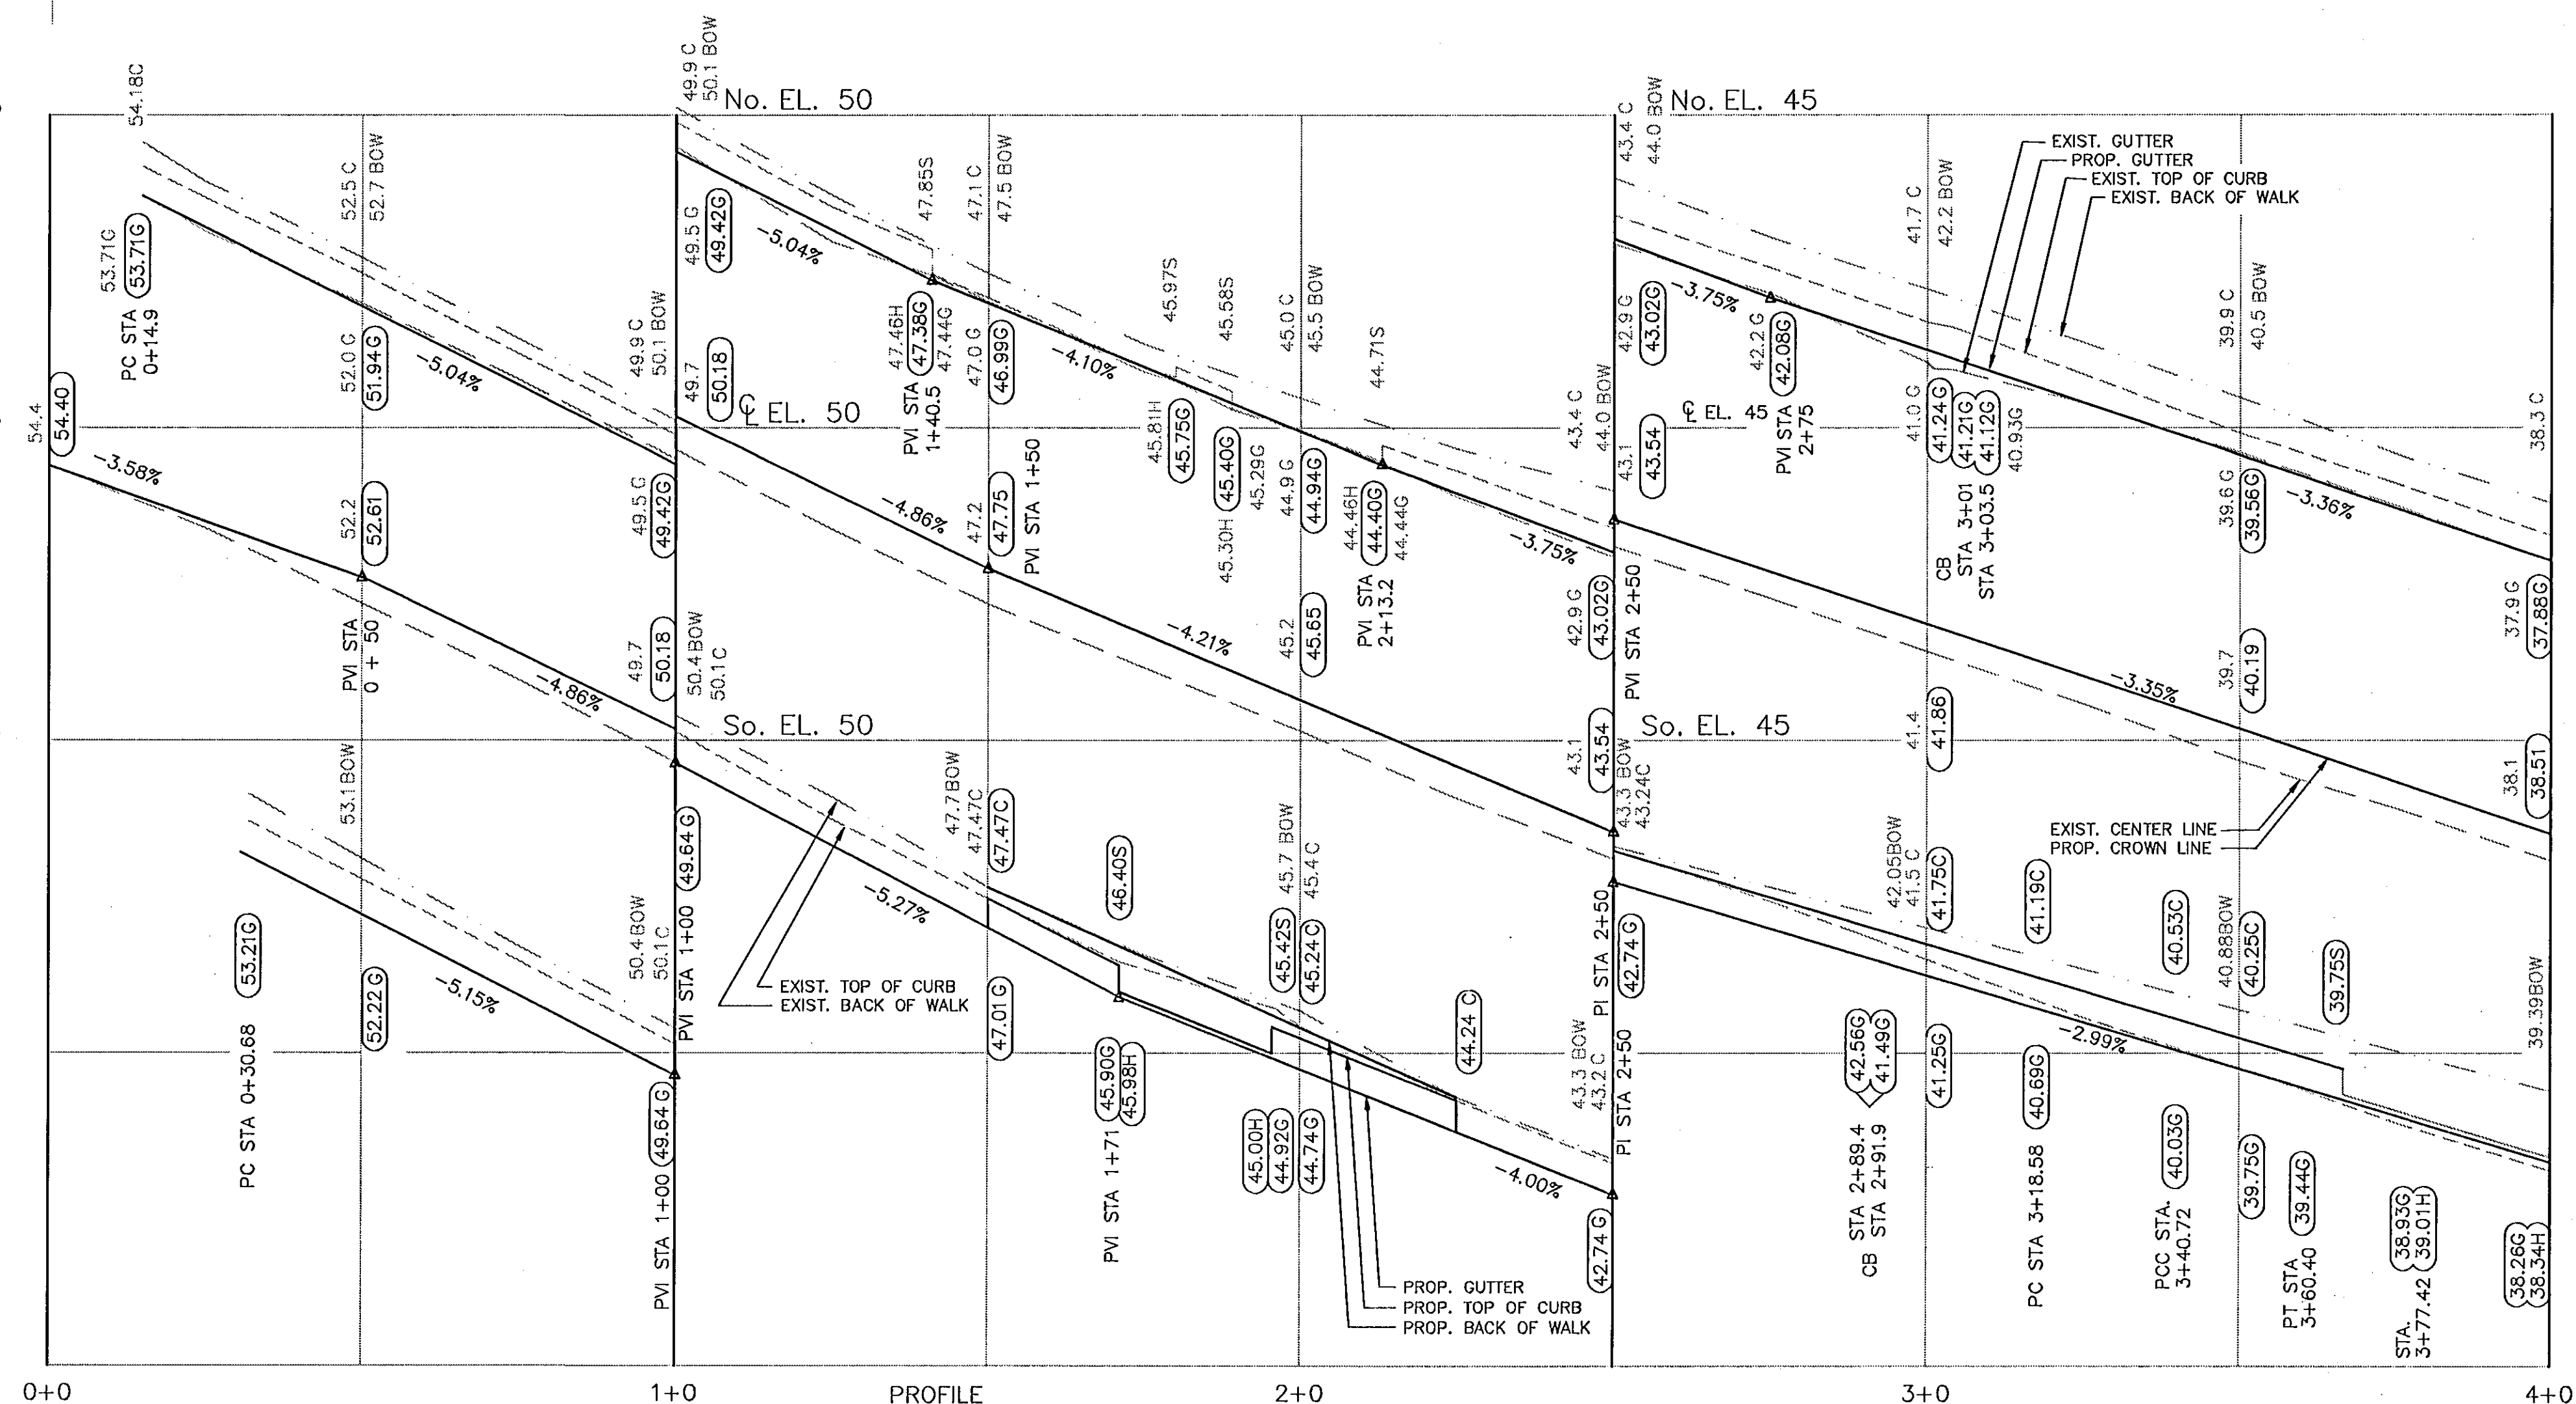 54.18C
49.9 C
50.1 BOW
No. EL. 50
No. EL. 45
43.4 C
44.0 BOW
EXIST. GUTTER
PROP. GUTTER
EXIST. TOP OF CURB
EXIST. BACK OF WALK
52.5 C
52.7 BOW
47.85S
47.1 C
47.5 BOW
41.7 C
42.2 BOW
53.71G
53.71G
PC STA
0+14.9
49.5 G
49.42G
-5.04%
45.97S
45.58S
45.0 C
45.5 BOW
-3.75%
39.9 C
40.5 BOW
52.0 G
51.94G
-5.04%
49.9 C
50.1 BOW
49.7
50.18
℄ EL. 50
47.46H
47.38G
47.44G
PVI STA
1+40.5
47.0 G
46.99G
-4.10%
44.71S
42.9 G
43.02G
42.2 G
42.08G
PVI STA
2+75
℄ EL. 45
54.4
54.40
-3.58%
45.81H
45.75G
45.30H
45.40G
45.29G
44.9 G
44.94G
43.4 C
44.0 BOW
43.1
43.54
41.0 G
41.24G
41.21G
41.12G
40.93G
CB
STA 3+01
STA 3+03.5
38.3 C
52.2
52.61
49.5 G
49.42G
-4.86%
47.2
47.75
PVI STA 1+50
44.46H
44.40G
44.44G
PVI STA
2+13.2
-3.75%
39.6 G
39.56G
-3.36%
PVI STA
0 + 50
-4.86%
49.7
50.18
50.4BOW
50.1C
-4.21%
45.2
45.65
42.9 G
43.02G
PVI STA 2+50
39.7
40.19
-3.35%
37.9 G
37.88G
So. EL. 50
So. EL. 45
43.1
43.54
43.3 BOW
43.24C
41.4
41.86
38.1
38.51
53.1BOW
47.7BOW
47.47C
47.47C
49.64 G
PVI STA 1+00
EXIST. CENTER LINE
PROP. CROWN LINE
-5.27%
46.40S
45.7 BOW
45.4C
42.05BOW
41.5 C
41.75C
41.19C
53.21G
PC STA 0+30.68
52.22 G
-5.15%
50.4BOW
50.1C
EXIST. TOP OF CURB
EXIST. BACK OF WALK
47.01 G
45.42S
45.24C
44.24 C
PI STA 2+50
42.74 G
40.53C
40.88BOW
40.25C
39.75S
39.39BOW
-2.99%
45.90G
45.98H
PVI STA 1+71
43.3 BOW
43.2 C
PI STA 2+50
42.56G
41.49G
CB STA 2+89.4
STA 2+91.9
41.25G
40.69G
PC STA 3+18.58
PVI STA 1+00
49.64 G
45.00H
44.92G
44.74G
-4.00%
42.74 G
40.03G
PCC STA.
3+40.72
39.75G
39.44G
PT STA
3+60.40
38.93G
39.01H
STA.
3+77.42
38.26G
38.34H
PROP. GUTTER
PROP. TOP OF CURB
PROP. BACK OF WALK
0+0
1+0
PROFILE
2+0
3+0
4+0